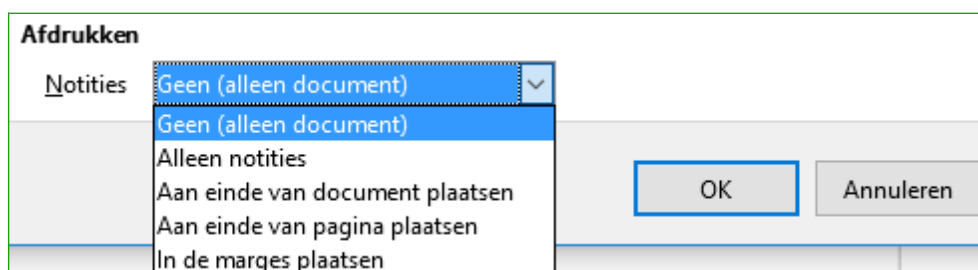 Afdrukken
Notities Geen (alleen document)
Geen (alleen document)
Alleen notities
Aan einde van document plaatsen
OK Annuleren
Aan einde van pagina plaatsen
In de marges plaatsen